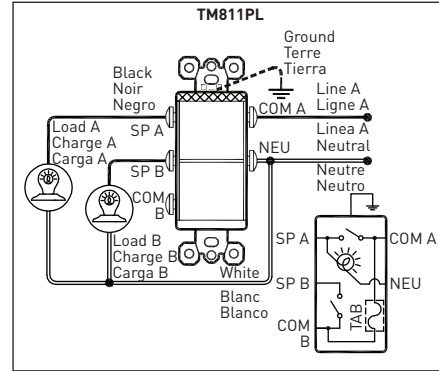 TM811PL
Ground
Terre
Tierra
Black
Noir
Negro
COM A
Line A
Ligne A
Linea A
Load A
Charge A
Carga A
SP A
NEU
Neutral
Neutre
Neutro
SP B
COM
B
Load B
Charge B
Carga B
White
Blanc
Blanco
SP A
COM A
SP B
NEU
TAB
COM
B